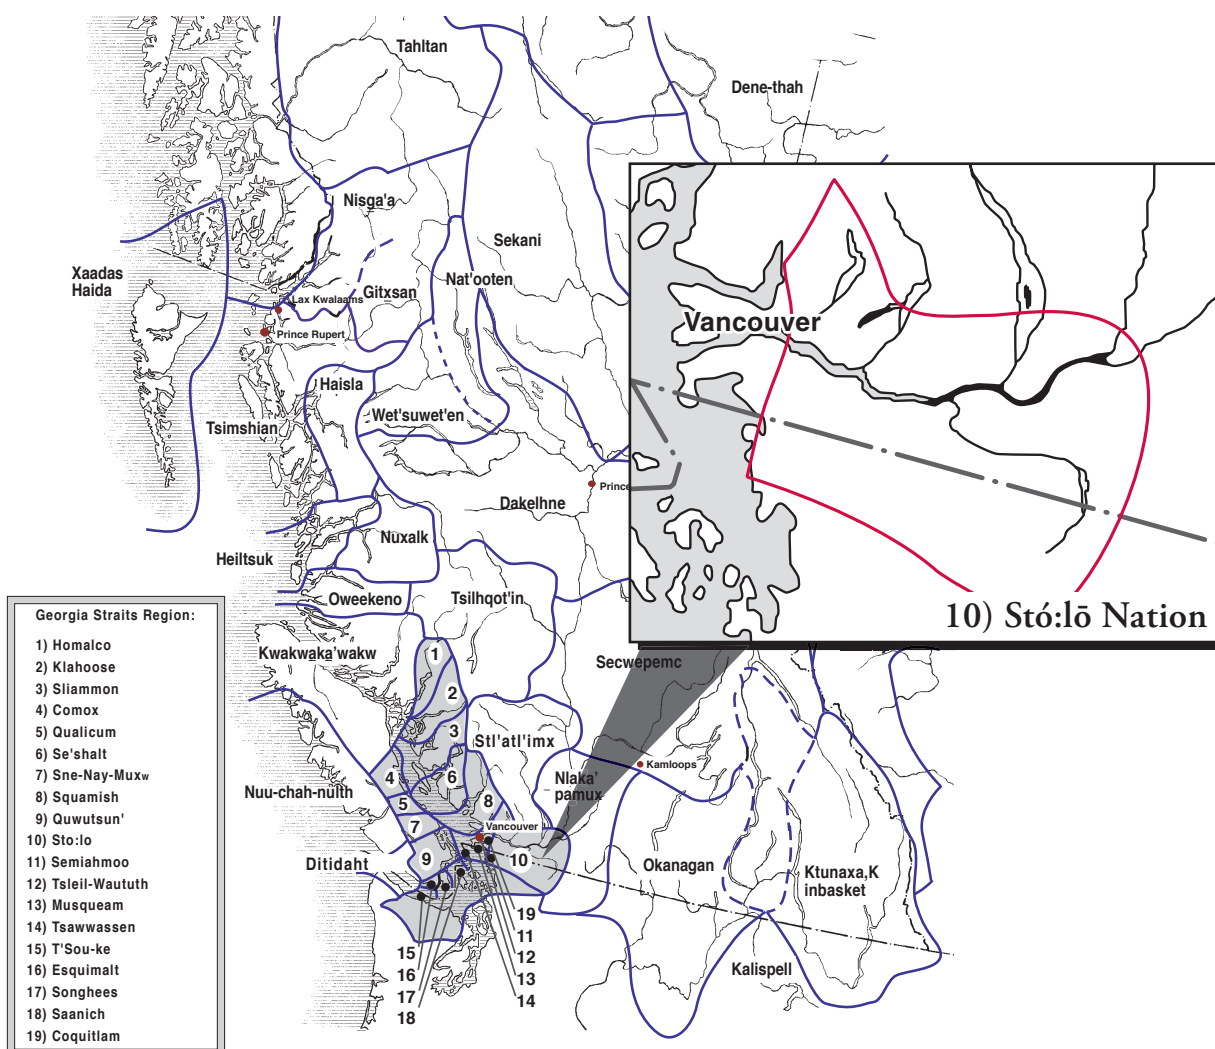 Tahltan
Dene-thah
Nisga'a
Sekani
Xaadas
Haida
Nat'ooten
Gitxsan
Lax Kwalaams
Prince Rupert
Vancouver
Haisla
Wet'suwet'en
Tsimshian
Prince
Dakelhne
Nuxalk
Heiltsuk
Oweekeno
Tsilhqot'in
10) Stó:lō Nation
Georgia Straits Region:
1) Homalco
2) Klahoose
3) Sliammon
4) Comox
5) Qualicum
6) Se'shalt
7) Sne-Nay-Muxw
8) Squamish
9) Quwutsun'
10) Sto:lo
11) Semiahmoo
12) Tsleil-Waututh
13) Musqueam
14) Tsawwassen
15) T'Sou-ke
16) Esquimalt
17) Songhees
18) Saanich
19) Coquitlam
Kwakwaka'wakw
1
Secwepemc
2
3
Stl'atl'imx
4
6
Kamloops
Nlaka'
pamux
Nuu-chah-nulth
5
8
7
Vancouver
Ditidaht
9
10
Okanagan
Ktunaxa,K
inbasket
19
11
12
13
14
15
16
17
18
Kalispell